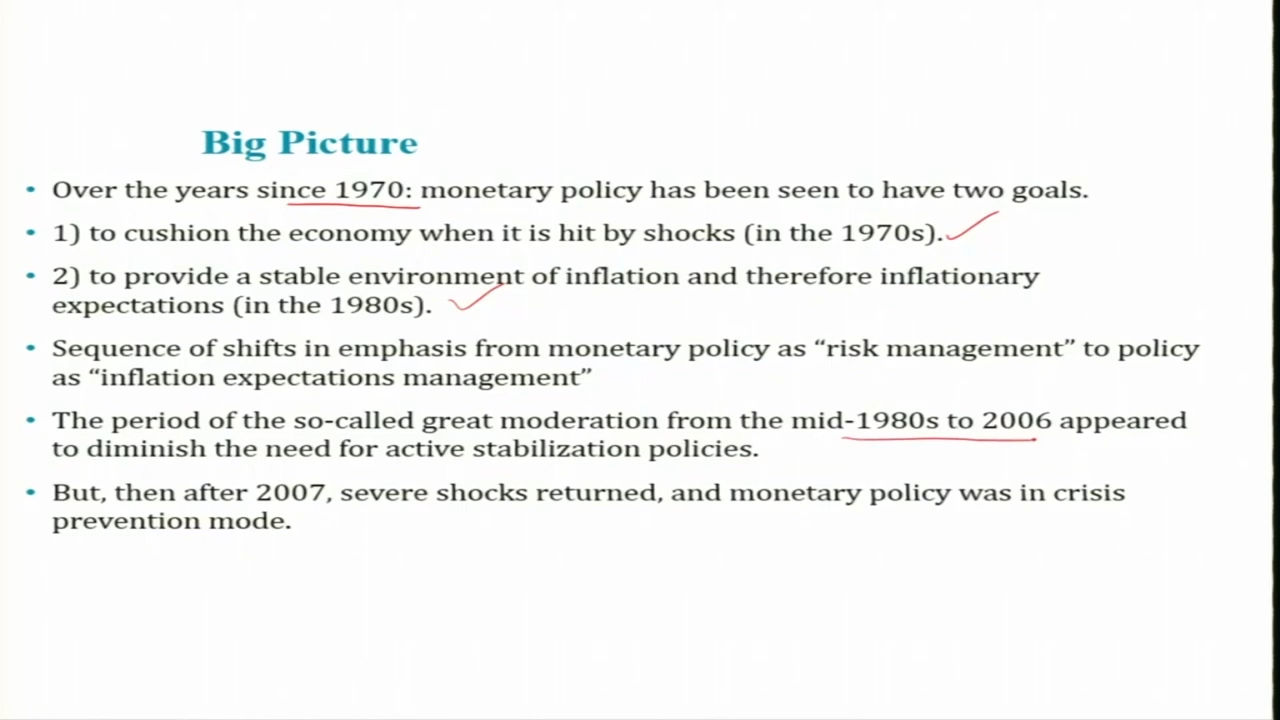 Big Picture
• Over the years since 1970: monetary policy has been seen to have two goals.
• 1) to cushion the economy when it is hit by shocks (in the 1970s).
• 2) to provide a stable environment of inflation and therefore inflationary
expectations (in the 1980s).
• Sequence of shifts in emphasis from monetary policy as “risk management” to policy
as “inflation expectations management”
• The period of the so-called great moderation from the mid-1980s to 2006 appeared
to diminish the need for active stabilization policies.
• But, then after 2007, severe shocks returned, and monetary policy was in crisis
prevention mode.